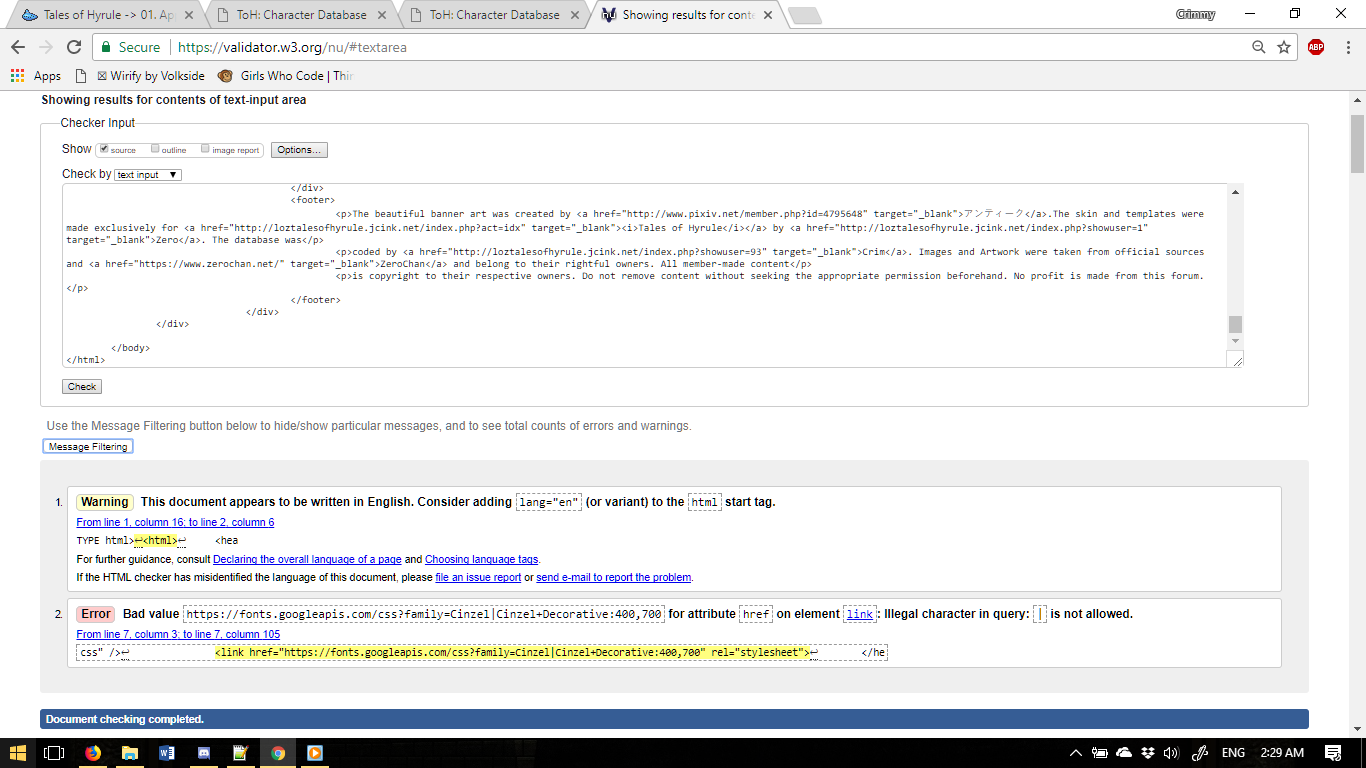 Tales of Hyrule -> 01. Ap
ToH: Character Database
ToH: Character Database
Showing results for conte
Crimmy
Secure
https://validator.w3.org/nu/#textarea
ABP
Apps
Wirify by Volkside
Girls Who Code | Thir
Showing results for contents of text-input area
Checker Input
Show source outline image report Options...
Check by text input
</div>
<footer>
<p>The beautiful banner art was created by <a href="http://www.pixiv.net/member.php?id=4795648" target="_blank">アンティーク</a>.The skin and templates were
made exclusively for <a href="http://loztalesofhyrule.jcink.net/index.php?act=idx" target="_blank"><i>Tales of Hyrule</i></a> by <a href="http://loztalesofhyrule.jcink.net/index.php?showuser=1"
target="_blank">Zero</a>. The database was</p>
<p>coded by <a href="http://loztalesofhyrule.jcink.net/index.php?showuser=93" target="_blank">Crim</a>. Images and Artwork were taken from official sources
and <a href="https://www.zerochan.net/" target="_blank">ZeroChan</a> and belong to their rightful owners. All member-made content</p>
<p>is copyright to their respective owners. Do not remove content without seeking the appropriate permission beforehand. No profit is made from this forum.
</p>
</footer>
</div>
</div>
</body>
</html>
Check
Use the Message Filtering button below to hide/show particular messages, and to see total counts of errors and warnings.
Message Filtering
1. Warning This document appears to be written in English. Consider adding lang="en" (or variant) to the html start tag.
From line 1, column 16; to line 2, column 6
TYPE html>↩<html>↩ <hea
For further guidance, consult Declaring the overall language of a page and Choosing language tags.
If the HTML checker has misidentified the language of this document, please file an issue report or send e-mail to report the problem.
2. Error Bad value https://fonts.googleapis.com/css?family=Cinzel|Cinzel+Decorative:400,700 for attribute href on element link: Illegal character in query: | is not allowed.
From line 7, column 3; to line 7, column 105
css" />↩ <link href="https://fonts.googleapis.com/css?family=Cinzel|Cinzel+Decorative:400,700" rel="stylesheet">↩ </he
Document checking completed.
ENG 2:29 AM